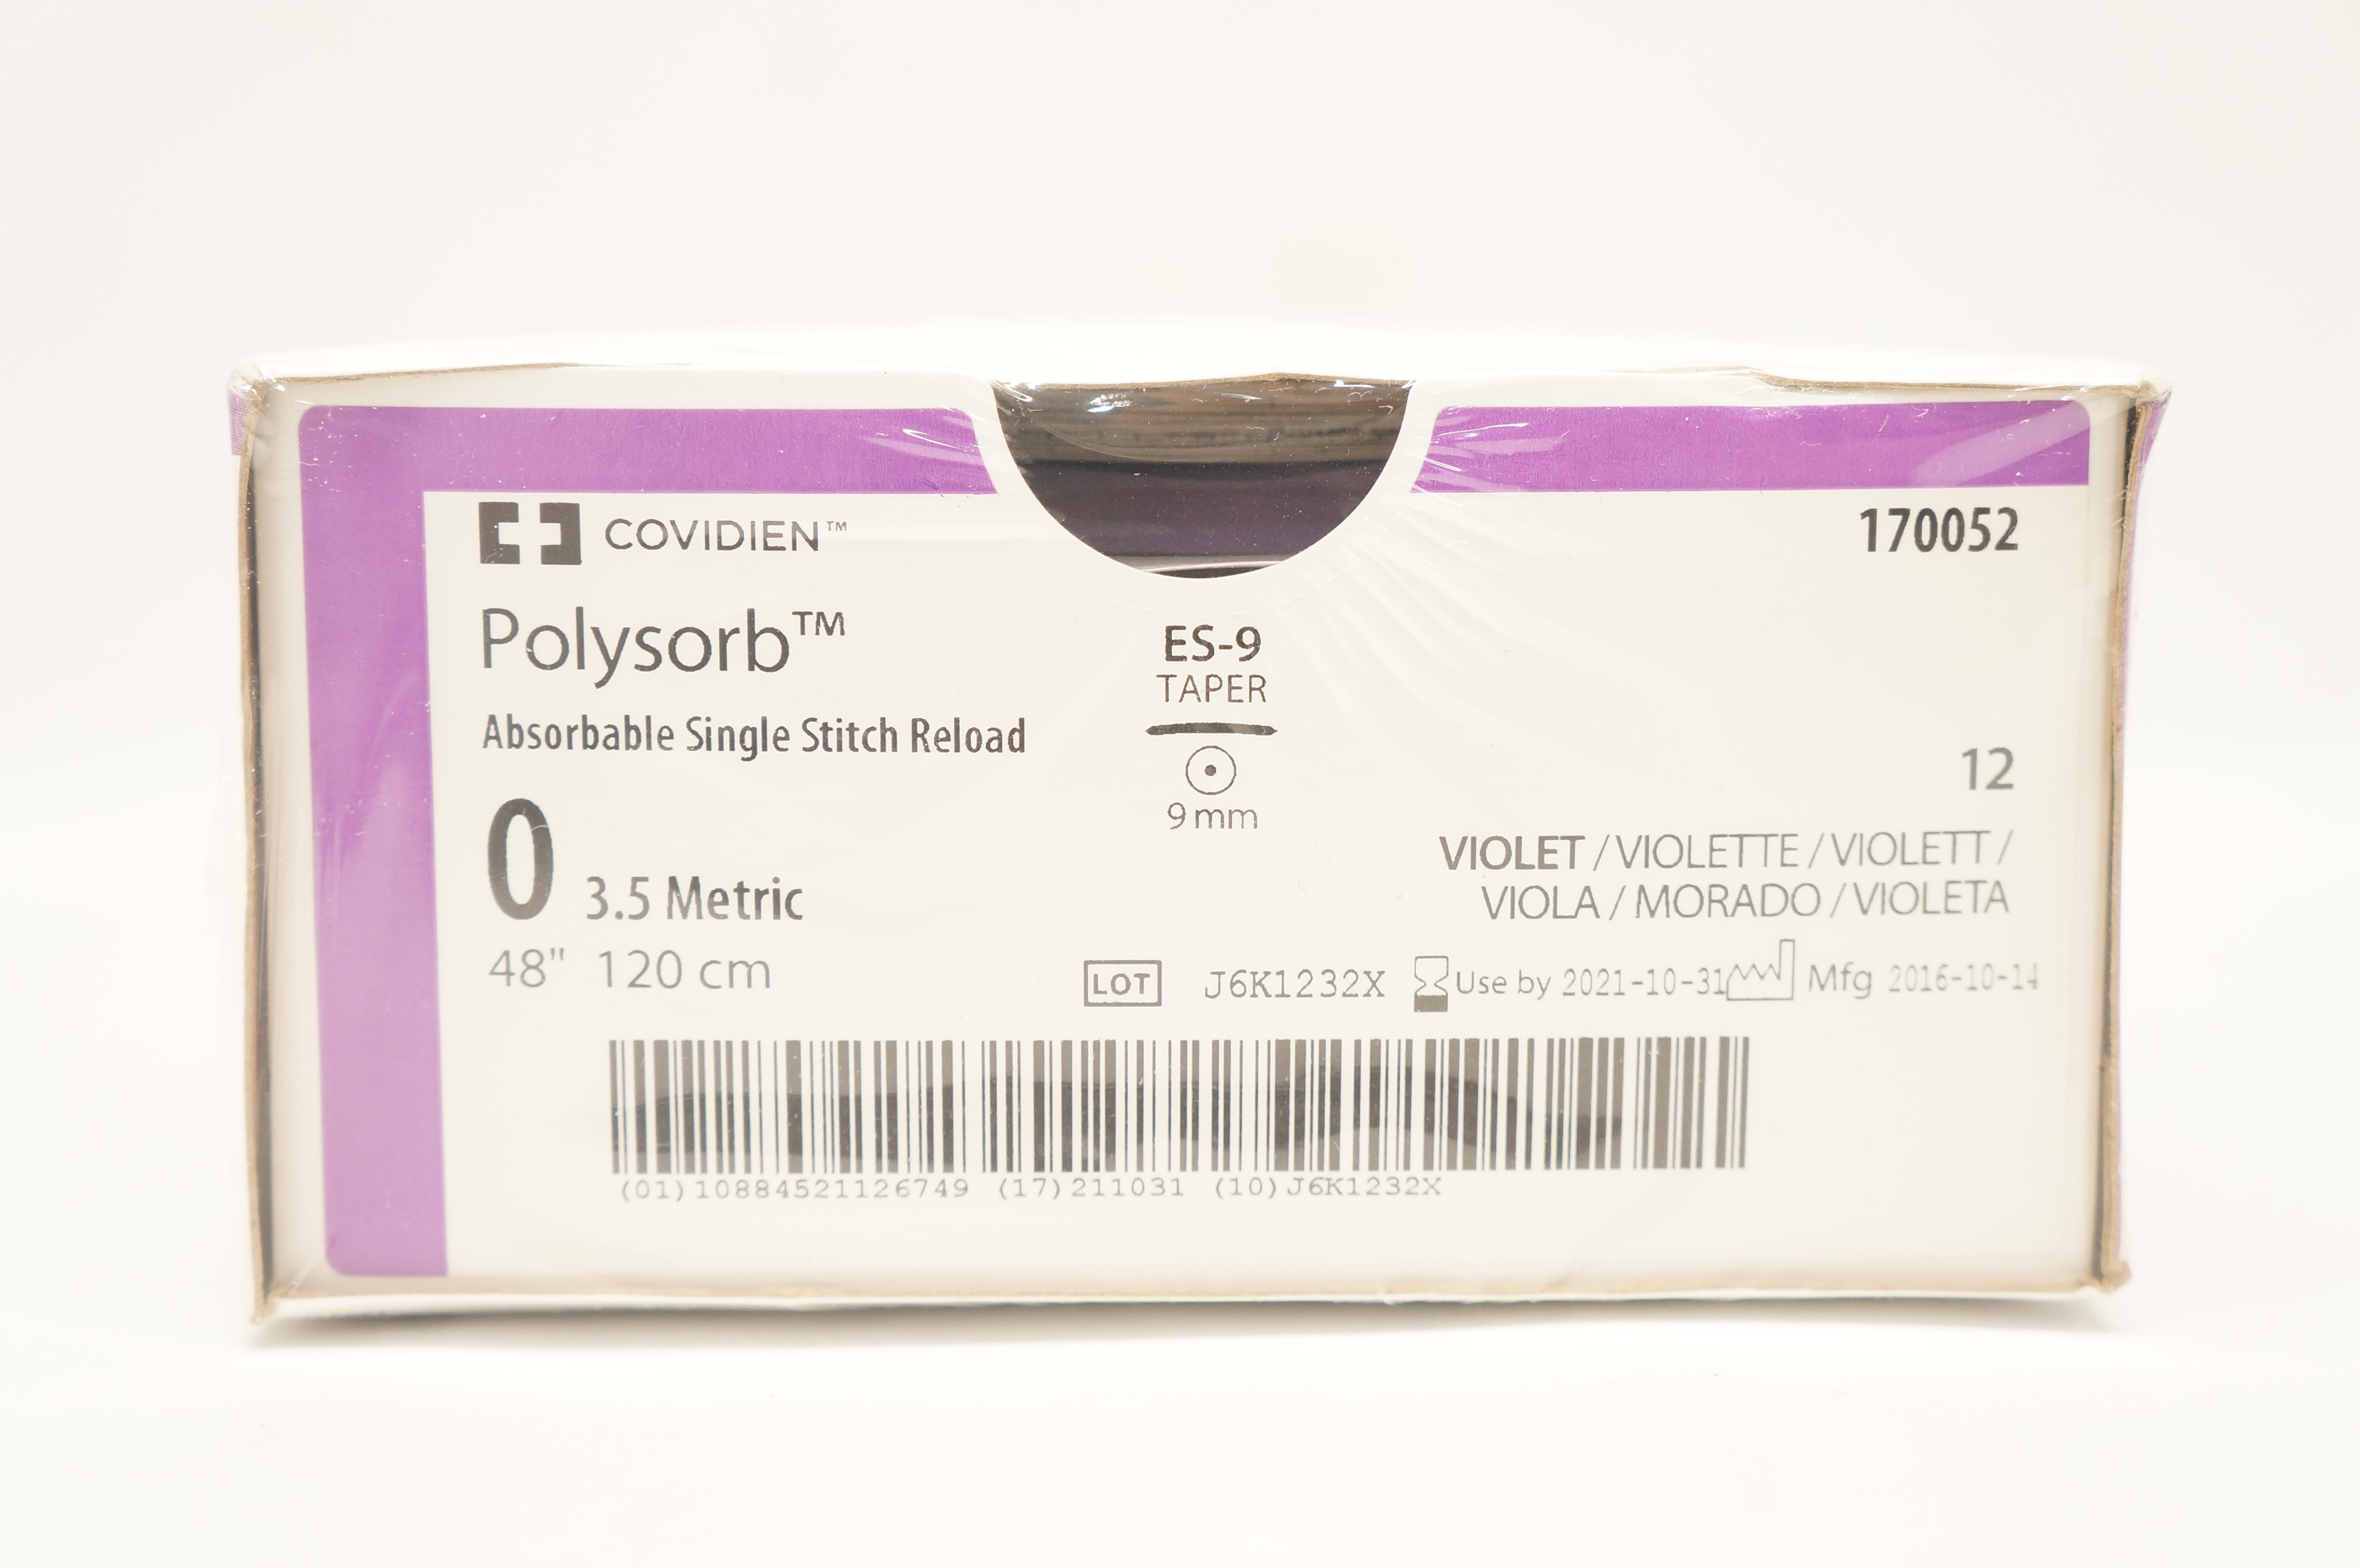 COVIDIEN™
170052
Polysorb™
ES-9
TAPER
Absorbable Single Stitch Reload
9 mm
12
0 3.5 Metric
VIOLET / VIOLETTE / VIOLETT /
VIOLA / MORADO / VIOLETA
48" 120 cm
LOT J6K1232X Use by 2021-10-31 Mfg 2016-10-14
(01)10884521126749 (17)211031 (10)J6K1232X